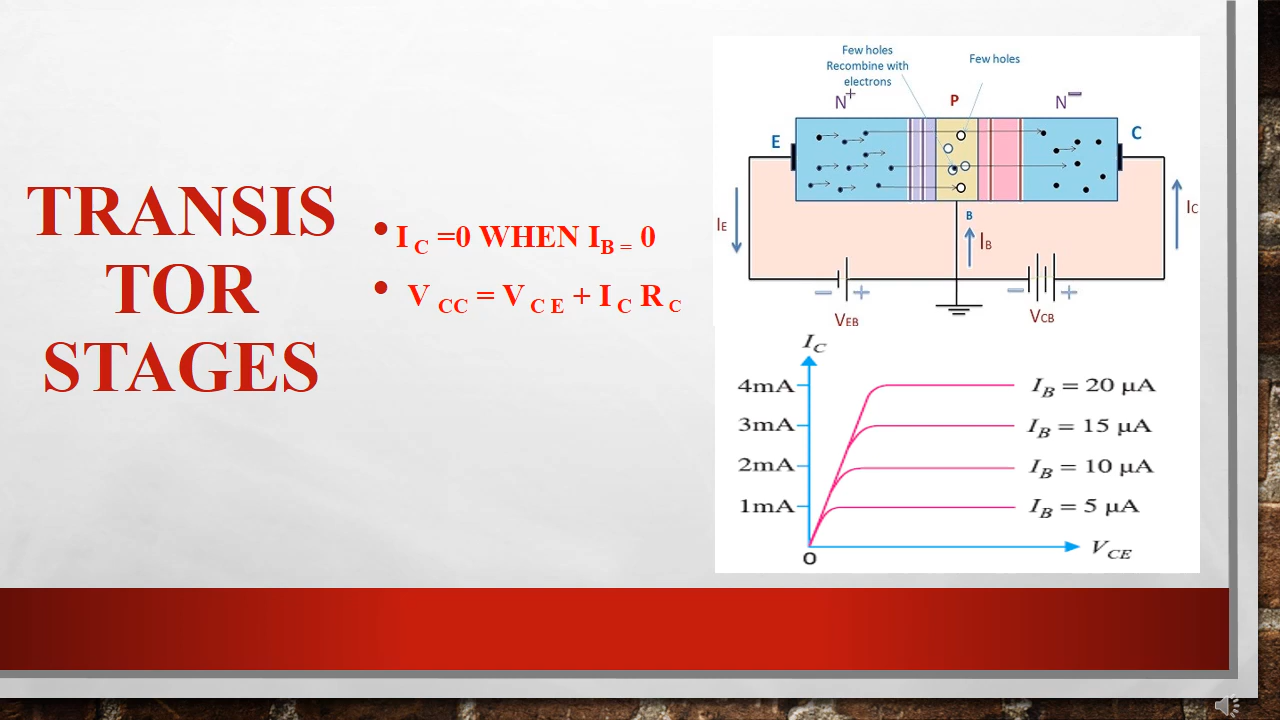 TRANSIS
TOR
STAGES
• I C =0 WHEN IB = 0
• V CC = V C E + I C R C
Few holes
Recombine with
electrons
Few holes
N+
P
N−
E
C
B
IE
IB
IC
− +
− +
VEB
VCB
IC
4mA
IB = 20 μA
3mA
IB = 15 μA
2mA
IB = 10 μA
1mA
IB = 5 μA
O
VCE